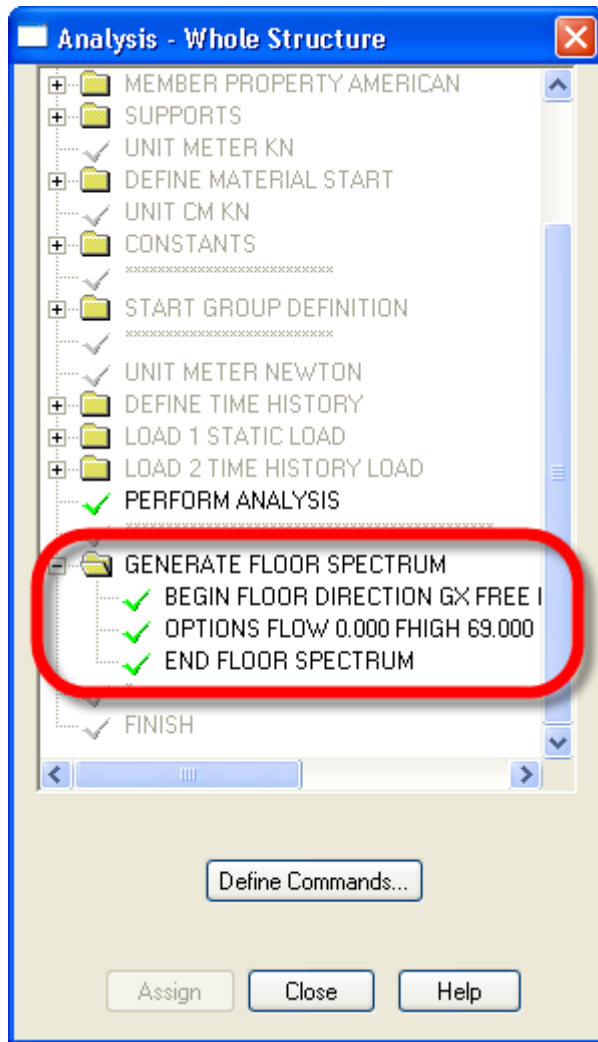 Analysis - Whole Structure
MEMBER PROPERTY AMERICAN
SUPPORTS
UNIT METER KN
DEFINE MATERIAL START
UNIT CM KN
CONSTANTS
**************************
START GROUP DEFINITION
**************************
UNIT METER NEWTON
DEFINE TIME HISTORY
LOAD 1 STATIC LOAD
LOAD 2 TIME HISTORY LOAD
PERFORM ANALYSIS
**********************************************
GENERATE FLOOR SPECTRUM
BEGIN FLOOR DIRECTION GX FREE
OPTIONS FLOW 0.000 FHIGH 69.000
END FLOOR SPECTRUM
FINISH
Define Commands...
Assign
Close
Help